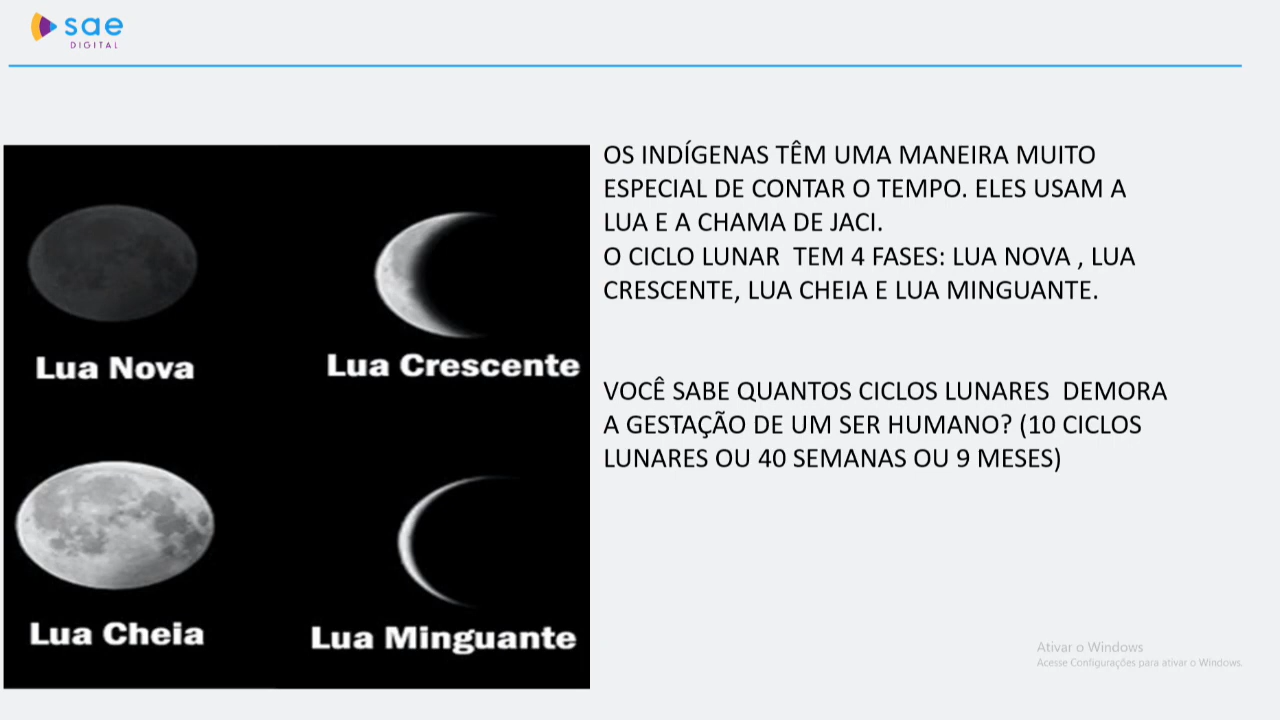 sae
DIGITAL
OS INDÍGENAS TÊM UMA MANEIRA MUITO
ESPECIAL DE CONTAR O TEMPO. ELES USAM A
LUA E A CHAMA DE JACI.
O CICLO LUNAR  TEM 4 FASES: LUA NOVA , LUA
CRESCENTE, LUA CHEIA E LUA MINGUANTE.
VOCÊ SABE QUANTOS CICLOS LUNARES  DEMORA
A GESTAÇÃO DE UM SER HUMANO? (10 CICLOS
LUNARES OU 40 SEMANAS OU 9 MESES)
Lua Nova
Lua Crescente
Lua Cheia
Lua Minguante
Ativar o Windows
Acesse Configurações para ativar o Windows.